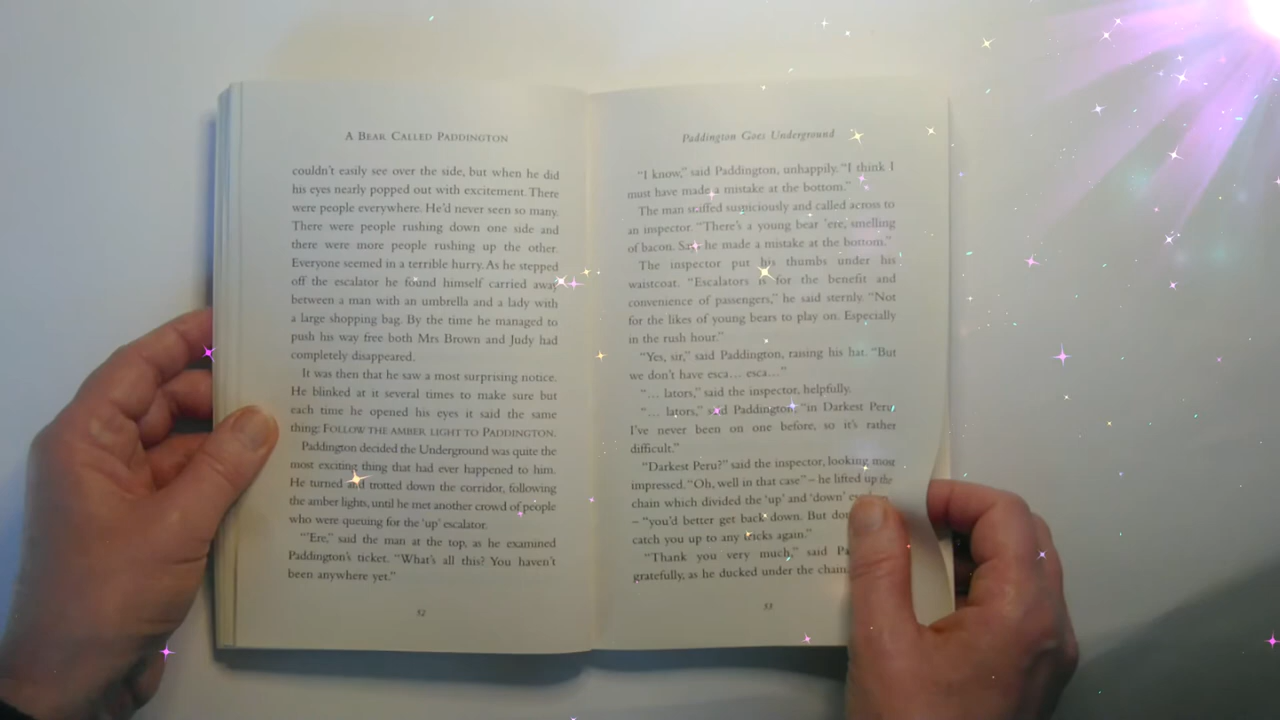 A BEAR CALLED PADDINGTON
couldn't easily see over the side, but when he did
his eyes nearly popped out with excitement. There
were people everywhere. He'd never seen so many.
There were people rushing down one side and
there were more people rushing up the other.
Everyone seemed in a terrible hurry. As he stepped
off the escalator he found himself carried away
between a man with an umbrella and a lady with
a large shopping bag. By the time he managed to
push his way free both Mrs Brown and Judy had
completely disappeared.
It was then that he saw a most surprising notice.
He blinked at it several times to make sure but
each time he opened his eyes it said the same
thing: FOLLOW THE AMBER LIGHT TO PADDINGTON.
Paddington decided the Underground was quite the
most exciting thing that had ever happened to him.
He turned and trotted down the corridor, following
the amber lights, until he met another crowd of people
who were queuing for the 'up' escalator.
"'Ere," said the man at the top, as he examined
Paddington's ticket. "What's all this? You haven't
been anywhere yet."
52
Paddington Goes Underground
"I know," said Paddington, unhappily. "I think I
must have made a mistake at the bottom."
The man sniffed suspiciously and called across to
an inspector. "There's a young bear 'ere, smelling
of bacon. Says he made a mistake at the bottom."
The inspector put his thumbs under his
waistcoat. "Escalators is for the benefit and
convenience of passengers," he said sternly. "Not
for the likes of young bears to play on. Especially
in the rush hour."
"Yes, sir," said Paddington, raising his hat. "But
we don't have esca… esca…"
"… lators," said the inspector, helpfully.
"… lators," said Paddington, "in Darkest Peru.
I've never been on one before, so it's rather
difficult."
"Darkest Peru?" said the inspector, looking most
impressed. "Oh, well in that case" – he lifted up the
chain which divided the 'up' and 'down'
– "you'd better get back down. But
catch you up to any tricks again."
"Thank you very much," said
gratefully, as he ducked under the chain.
53